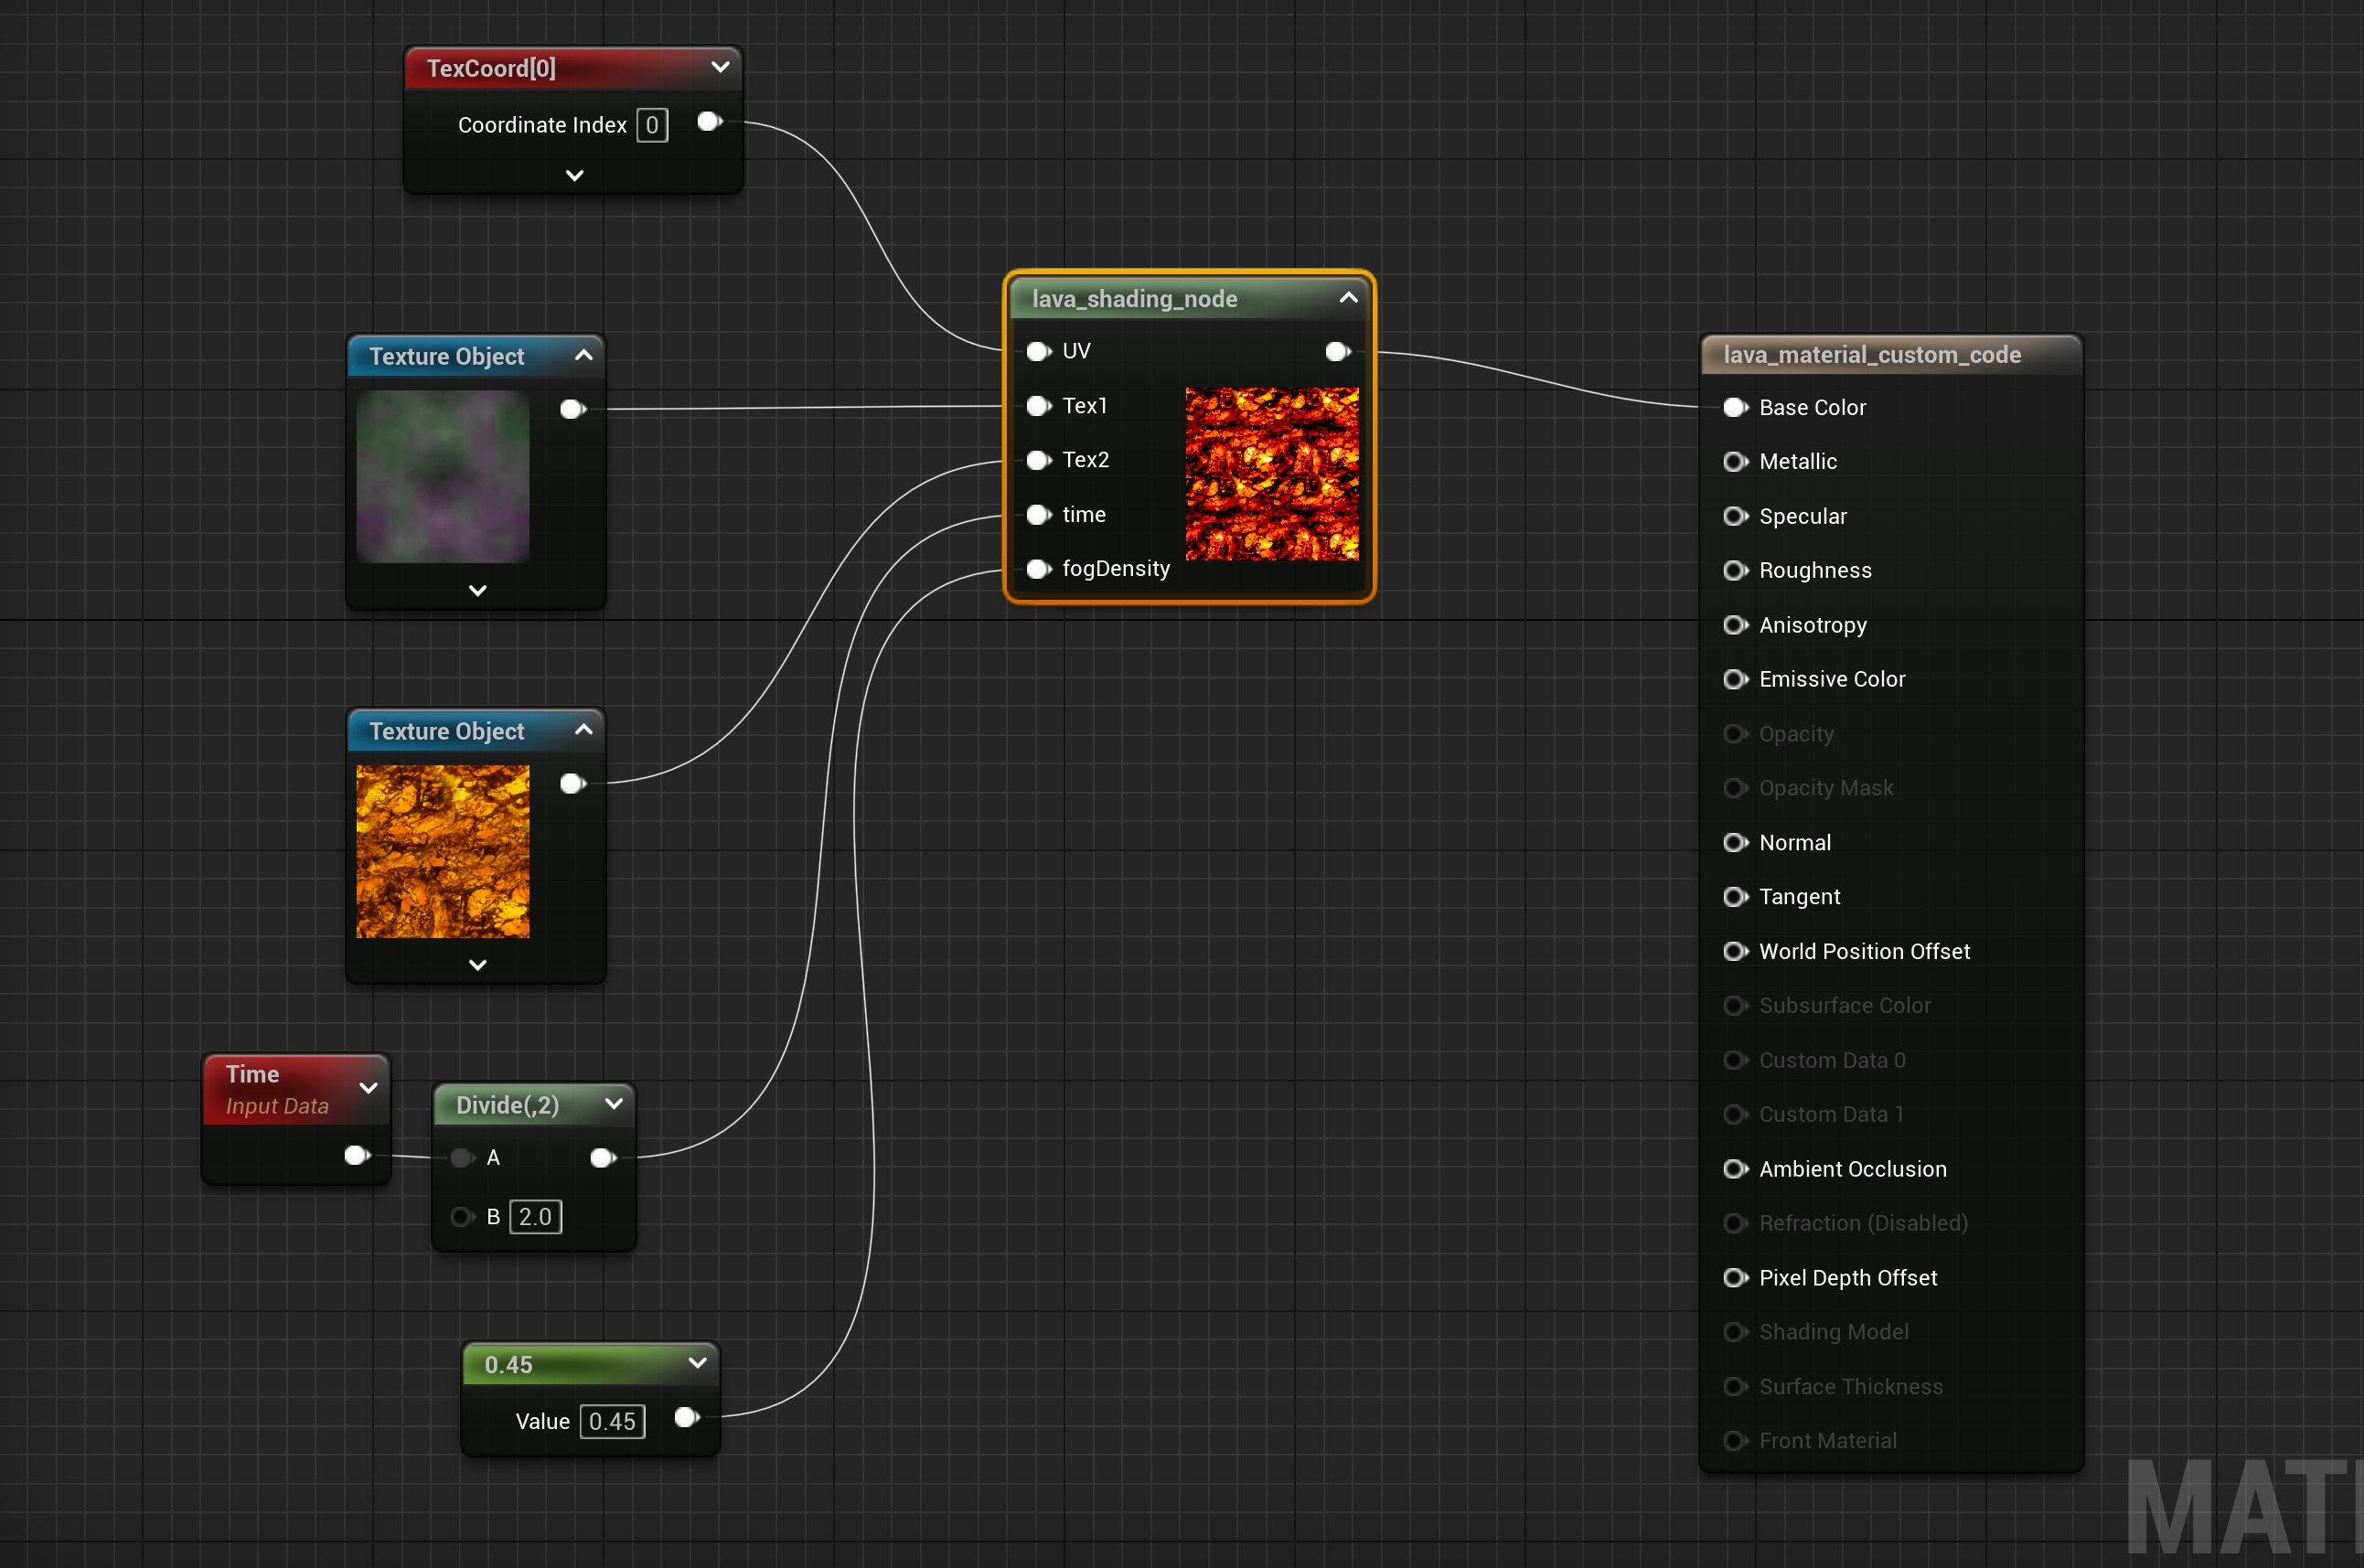 TexCoord[0]
Coordinate Index 0
Texture Object
Texture Object
Time
Input Data
Divide(,2)
A
B 2.0
0.45
Value 0.45
lava_shading_node
UV
Tex1
Tex2
time
fogDensity
lava_material_custom_code
Base Color
Metallic
Specular
Roughness
Anisotropy
Emissive Color
Opacity
Opacity Mask
Normal
Tangent
World Position Offset
Subsurface Color
Custom Data 0
Custom Data 1
Ambient Occlusion
Refraction (Disabled)
Pixel Depth Offset
Shading Model
Surface Thickness
Front Material